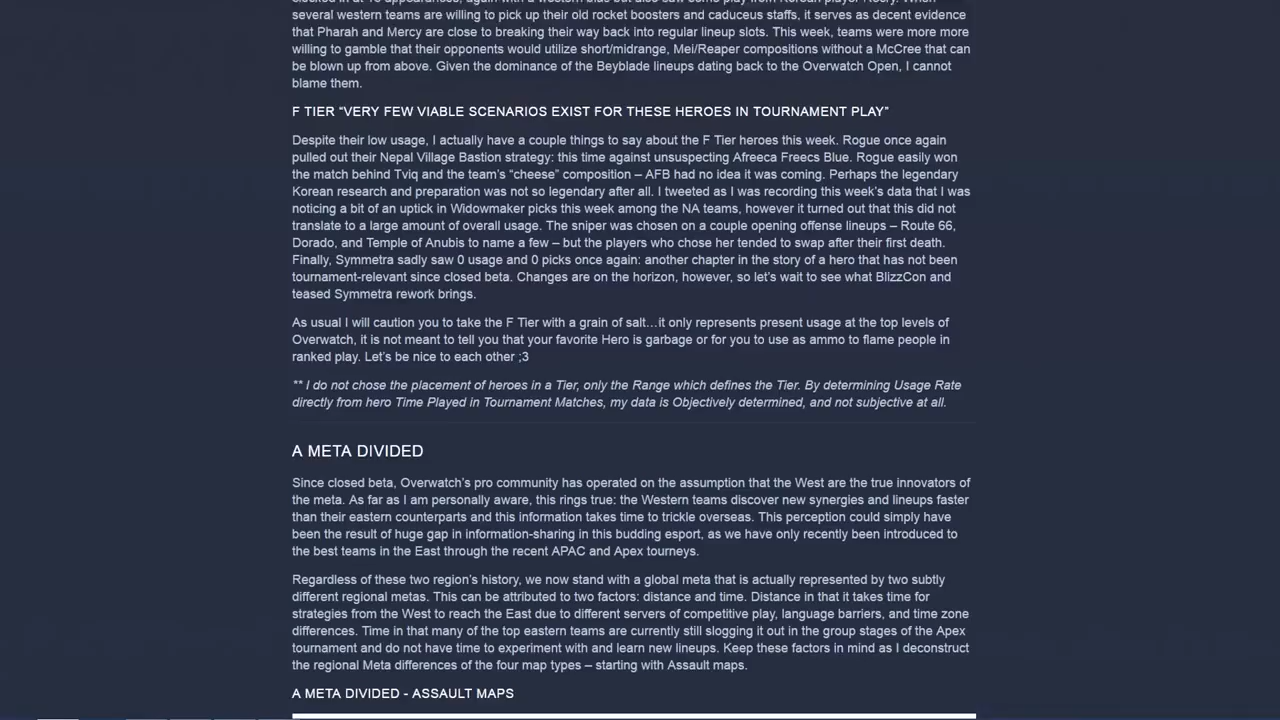 several western teams are willing to pick up their old rocket boosters and caduceus staffs, it serves as decent evidence
that Pharah and Mercy are close to breaking their way back into regular lineup slots. This week, teams were more more
willing to gamble that their opponents would utilize short/midrange, Mei/Reaper compositions without a McCree that can
be blown up from above. Given the dominance of the Beyblade lineups dating back to the Overwatch Open, I cannot
blame them.
F TIER “VERY FEW VIABLE SCENARIOS EXIST FOR THESE HEROES IN TOURNAMENT PLAY”
Despite their low usage, I actually have a couple things to say about the F Tier heroes this week. Rogue once again
pulled out their Nepal Village Bastion strategy: this time against unsuspecting Afreeca Freecs Blue. Rogue easily won
the match behind Tviq and the team’s “cheese” composition – AFB had no idea it was coming. Perhaps the legendary
Korean research and preparation was not so legendary after all. I tweeted as I was recording this week’s data that I was
noticing a bit of an uptick in Widowmaker picks this week among the NA teams, however it turned out that this did not
translate to a large amount of overall usage. The sniper was chosen on a couple opening offense lineups – Route 66,
Dorado, and Temple of Anubis to name a few – but the players who chose her tended to swap after their first death.
Finally, Symmetra sadly saw 0 usage and 0 picks once again: another chapter in the story of a hero that has not been
tournament-relevant since closed beta. Changes are on the horizon, however, so let’s wait to see what BlizzCon and
teased Symmetra rework brings.
As usual I will caution you to take the F Tier with a grain of salt…it only represents present usage at the top levels of
Overwatch, it is not meant to tell you that your favorite Hero is garbage or for you to use as ammo to flame people in
ranked play. Let’s be nice to each other ;3
** I do not chose the placement of heroes in a Tier, only the Range which defines the Tier. By determining Usage Rate
directly from hero Time Played in Tournament Matches, my data is Objectively determined, and not subjective at all.
A META DIVIDED
Since closed beta, Overwatch’s pro community has operated on the assumption that the West are the true innovators of
the meta. As far as I am personally aware, this rings true: the Western teams discover new synergies and lineups faster
than their eastern counterparts and this information takes time to trickle overseas. This perception could simply have
been the result of huge gap in information-sharing in this budding esport, as we have only recently been introduced to
the best teams in the East through the recent APAC and Apex tourneys.
Regardless of these two region’s history, we now stand with a global meta that is actually represented by two subtly
different regional metas. This can be attributed to two factors: distance and time. Distance in that it takes time for
strategies from the West to reach the East due to different servers of competitive play, language barriers, and time zone
differences. Time in that many of the top eastern teams are currently still slogging it out in the group stages of the Apex
tournament and do not have time to experiment with and learn new lineups. Keep these factors in mind as I deconstruct
the regional Meta differences of the four map types – starting with Assault maps.
A META DIVIDED - ASSAULT MAPS